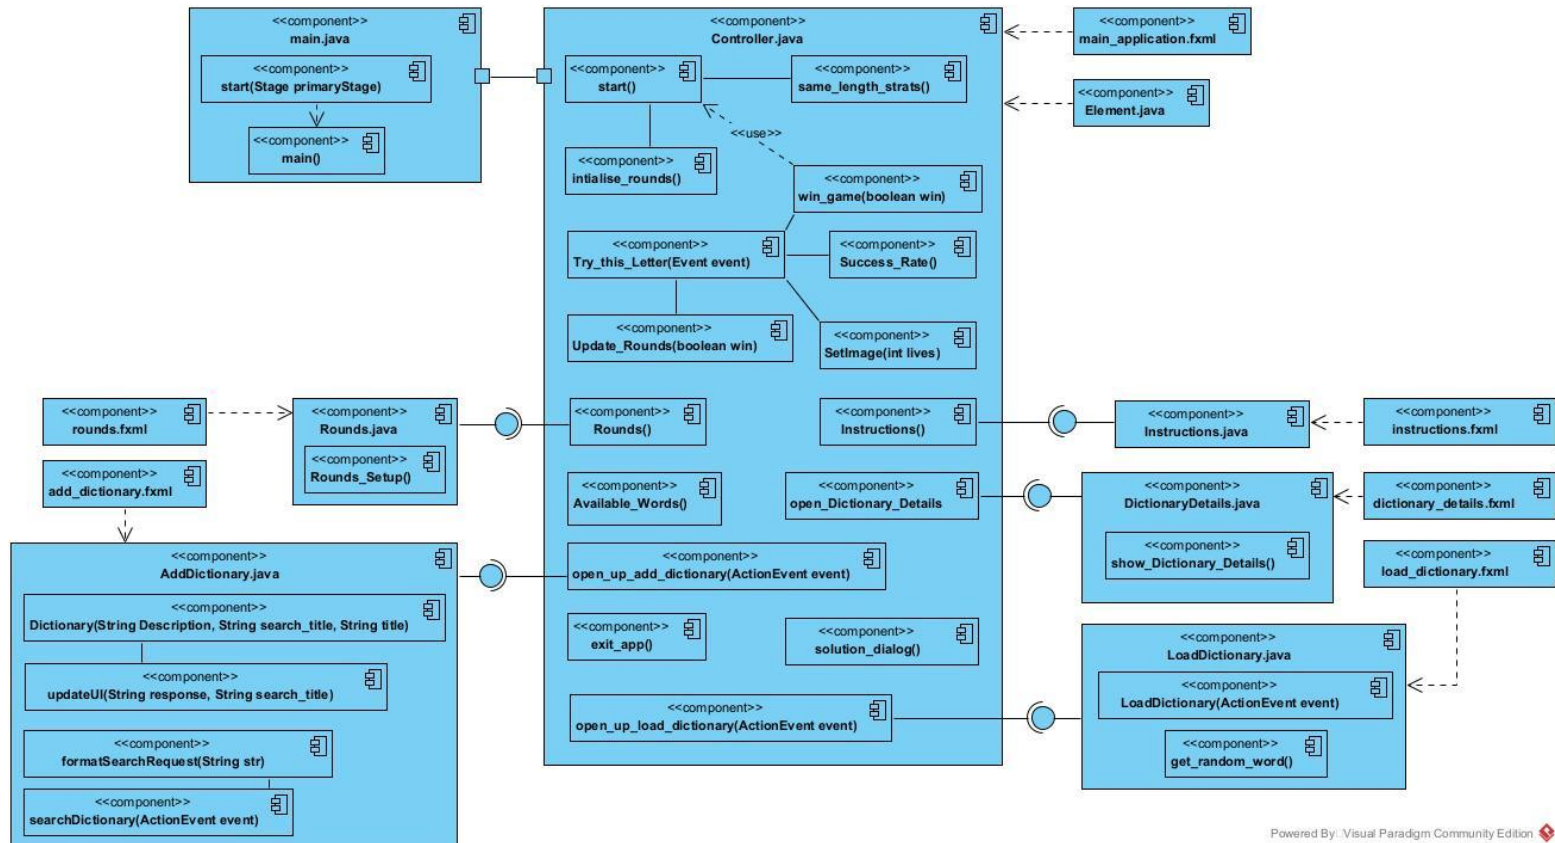 <<component>>
main.java
<<component>>
start(Stage primaryStage)
<<component>>
main()
<<component>>
Controller.java
<<component>>
start()
<<component>>
same_length_strats()
<<use>>
<<component>>
intialise_rounds()
<<component>>
win_game(boolean win)
<<component>>
Try_this_Letter(Event event)
<<component>>
Success_Rate()
<<component>>
Update_Rounds(boolean win)
<<component>>
SetImage(int lives)
<<component>>
Rounds()
<<component>>
Instructions()
<<component>>
Available_Words()
<<component>>
open_Dictionary_Details
<<component>>
open_up_add_dictionary(ActionEvent event)
<<component>>
exit_app()
<<component>>
solution_dialog()
<<component>>
open_up_load_dictionary(ActionEvent event)
<<component>>
main_application.fxml
<<component>>
Element.java
<<component>>
rounds.fxml
<<component>>
Rounds.java
<<component>>
Rounds_Setup()
<<component>>
add_dictionary.fxml
<<component>>
AddDictionary.java
<<component>>
Dictionary(String Description, String search_title, String title)
<<component>>
updateUI(String response, String search_title)
<<component>>
formatSearchRequest(String str)
<<component>>
searchDictionary(ActionEvent event)
<<component>>
Instructions.java
<<component>>
instructions.fxml
<<component>>
DictionaryDetails.java
<<component>>
show_Dictionary_Details()
<<component>>
dictionary_details.fxml
<<component>>
load_dictionary.fxml
<<component>>
LoadDictionary.java
<<component>>
LoadDictionary(ActionEvent event)
<<component>>
get_random_word()
Powered By Visual Paradigm Community Edition